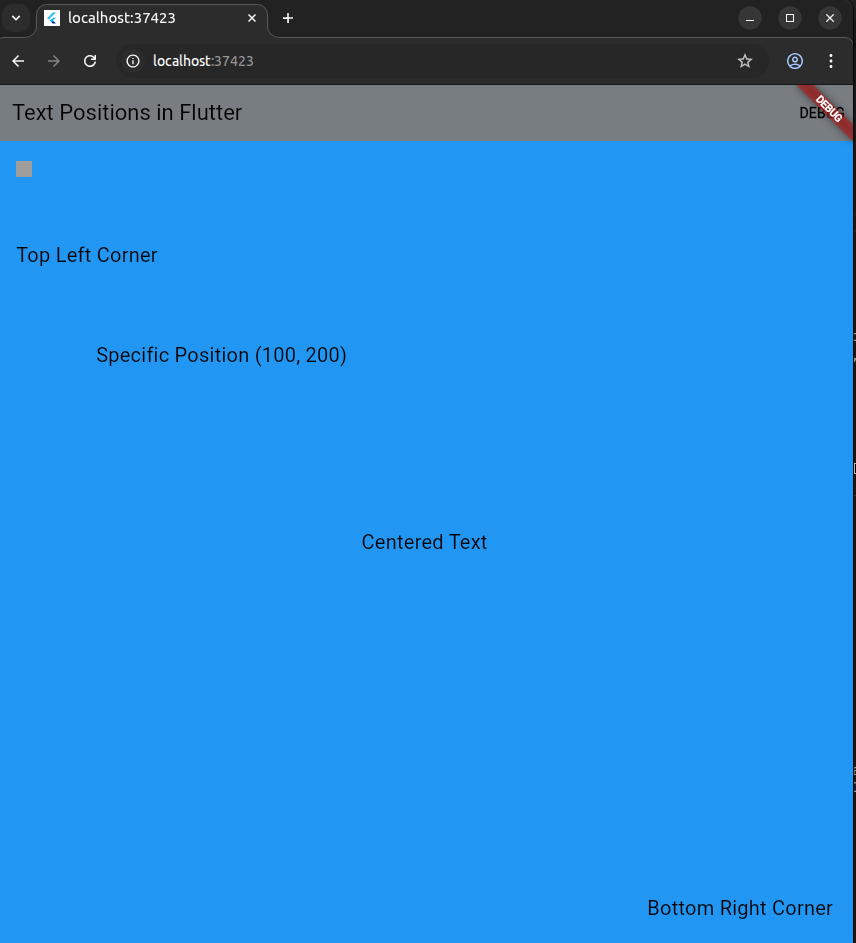 localhost:37423
localhost:37423
Text Positions in Flutter
DEBUG
DEBUG
Top Left Corner
Specific Position (100, 200)
Centered Text
Bottom Right Corner